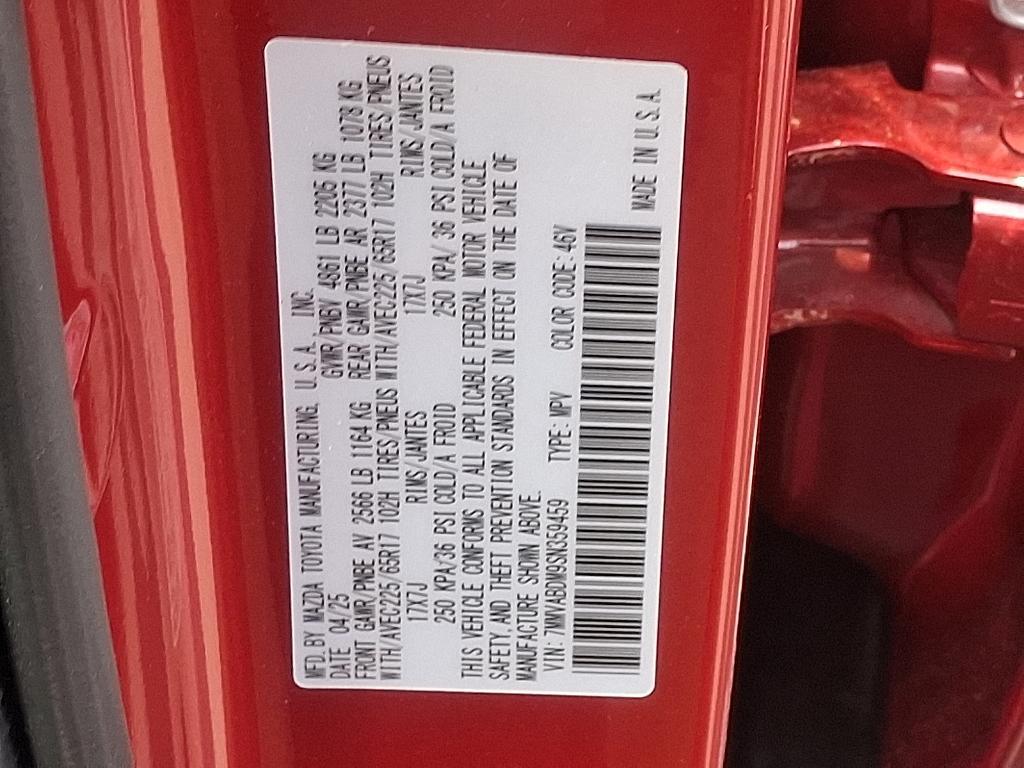 MFD. BY MAZDA TOYOTA MANUFACTURING, U.S.A., INC.
DATE 04/25 GVWR/PNBV 4861 LB 2205 KG
FRONT GAWR/PNBE AV 2566 LB 1164 KG REAR GAWR/PNBE AR 2377 LB 1078 KG
WITH/AVEC225/65R17 102H TIRES/PNEUS WITH/AVEC225/65R17 102H TIRES/PNEUS
17X7J RIMS/JANTES 17X7J RIMS/JANTES
250 KPA/36 PSI COLD/A FROID 250 KPA/ 36 PSI COLD/A FROID
THIS VEHICLE CONFORMS TO ALL APPLICABLE FEDERAL MOTOR VEHICLE
SAFETY, AND THEFT PREVENTION STANDARDS IN EFFECT ON THE DATE OF
MANUFACTURE SHOWN ABOVE.
VIN: 7MMVABDM9SN359459 TYPE: MPV COLOR CODE: 46V
MADE IN U.S.A.